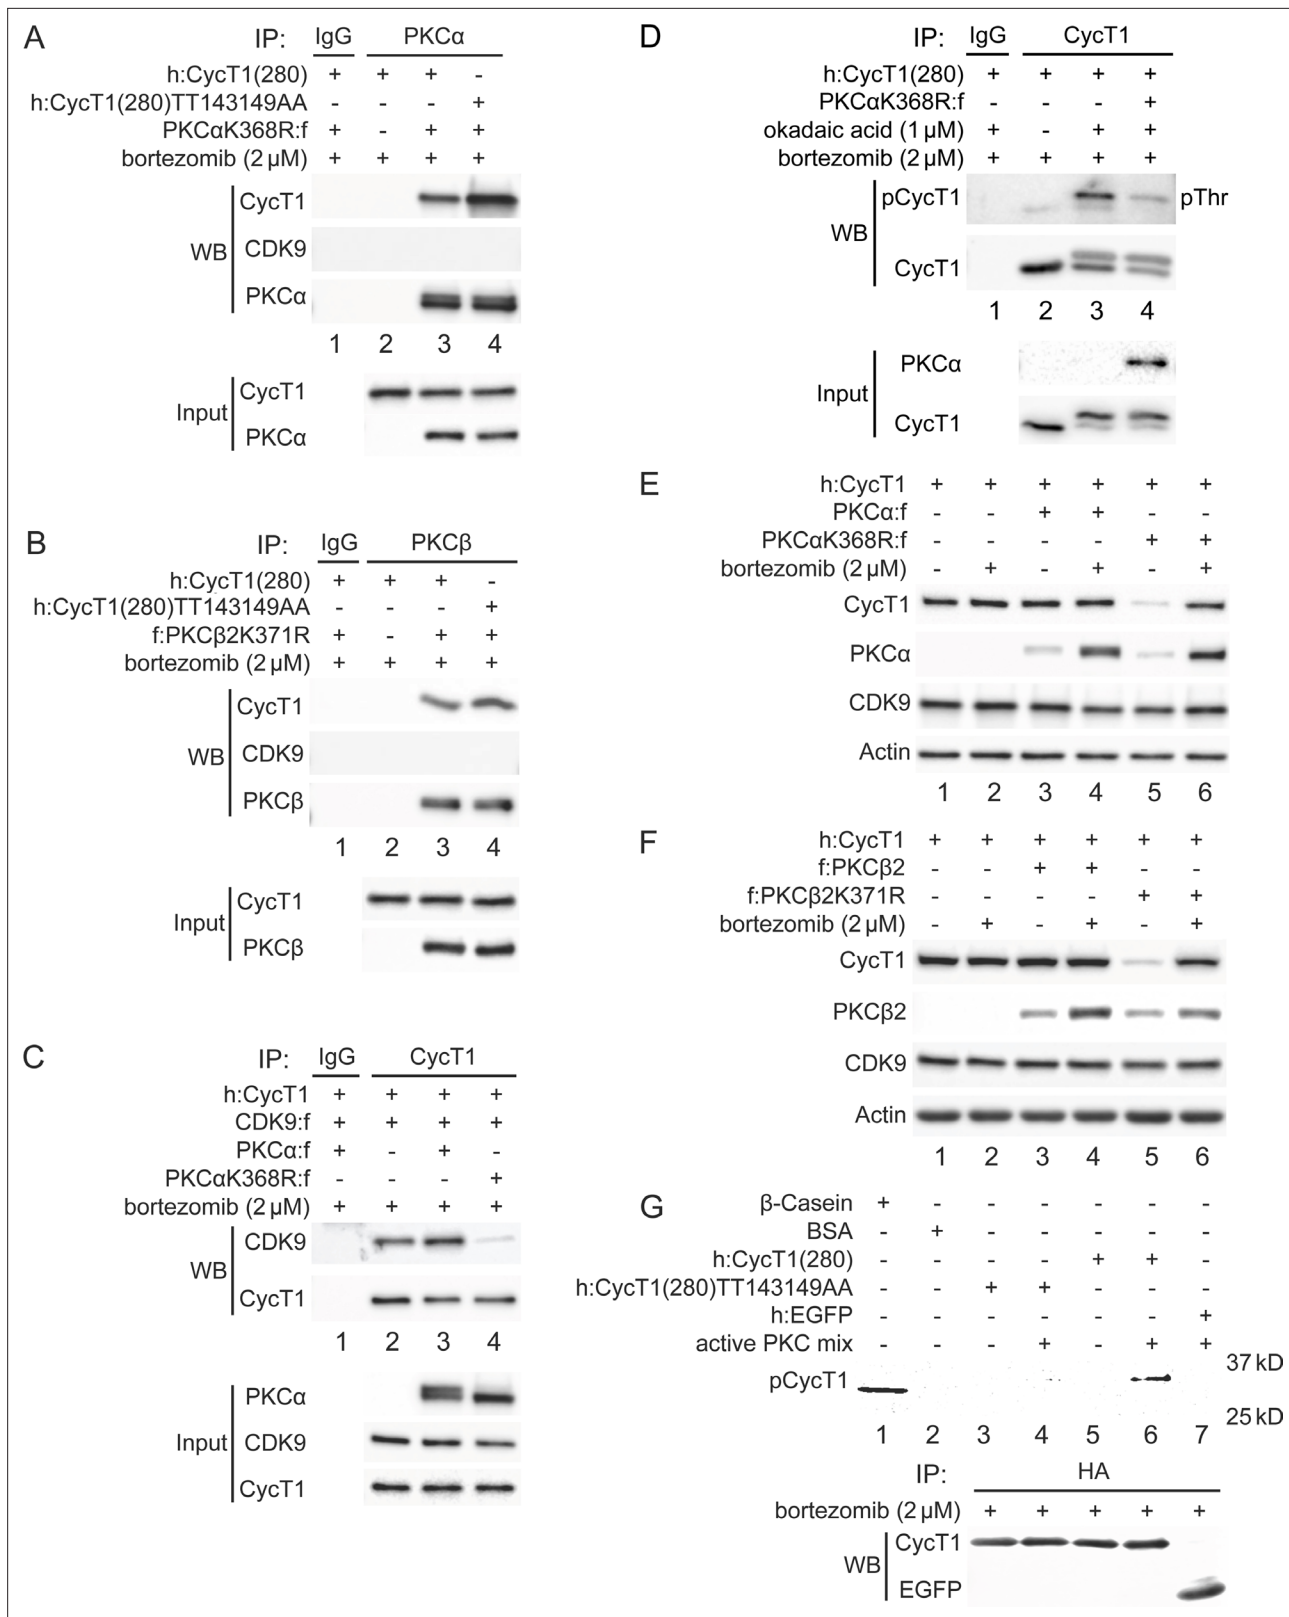 A
IP: IgG PKCα
h:CycT1(280) + + + -
h:CycT1(280)TT143149AA - - - +
PKCαK368R:f + - + +
bortezomib (2 µM) + + + +
WB
CycT1
CDK9
PKCα
1 2 3 4
Input
CycT1
PKCα
B
IP: IgG PKCβ
h:CycT1(280) + + + -
h:CycT1(280)TT143149AA - - - +
f:PKCβ2K371R + - + +
bortezomib (2 µM) + + + +
WB
CycT1
CDK9
PKCβ
1 2 3 4
Input
CycT1
PKCβ
C
IP: IgG CycT1
h:CycT1 + + + +
CDK9:f + + + +
PKCα:f + - + -
PKCαK368R:f - - - +
bortezomib (2 µM) + + + +
WB
CDK9
CycT1
1 2 3 4
Input
PKCα
CDK9
CycT1
D
IP: IgG CycT1
h:CycT1(280) + + + +
PKCαK368R:f - - - +
okadaic acid (1 µM) + - + +
bortezomib (2 µM) + + + +
WB
pCycT1 pThr
CycT1
1 2 3 4
Input
PKCα
CycT1
E
h:CycT1 + + + + + +
PKCα:f - - + + - -
PKCαK368R:f - - - - + +
bortezomib (2 µM) - + - + - +
CycT1
PKCα
CDK9
Actin
1 2 3 4 5 6
F
h:CycT1 + + + + + +
f:PKCβ2 - - + + - -
f:PKCβ2K371R - - - - + +
bortezomib (2 µM) - + - + - +
CycT1
PKCβ2
CDK9
Actin
1 2 3 4 5 6
G
β-Casein + - - - - - -
BSA - + - - - - -
h:CycT1(280) - - - - + + -
h:CycT1(280)TT143149AA - - + + - - -
h:EGFP - - - - - - +
active PKC mix - - - + - + +
37 kD
pCycT1
25 kD
1 2 3 4 5 6 7
IP: HA
bortezomib (2 µM) + + + + +
WB
CycT1
EGFP